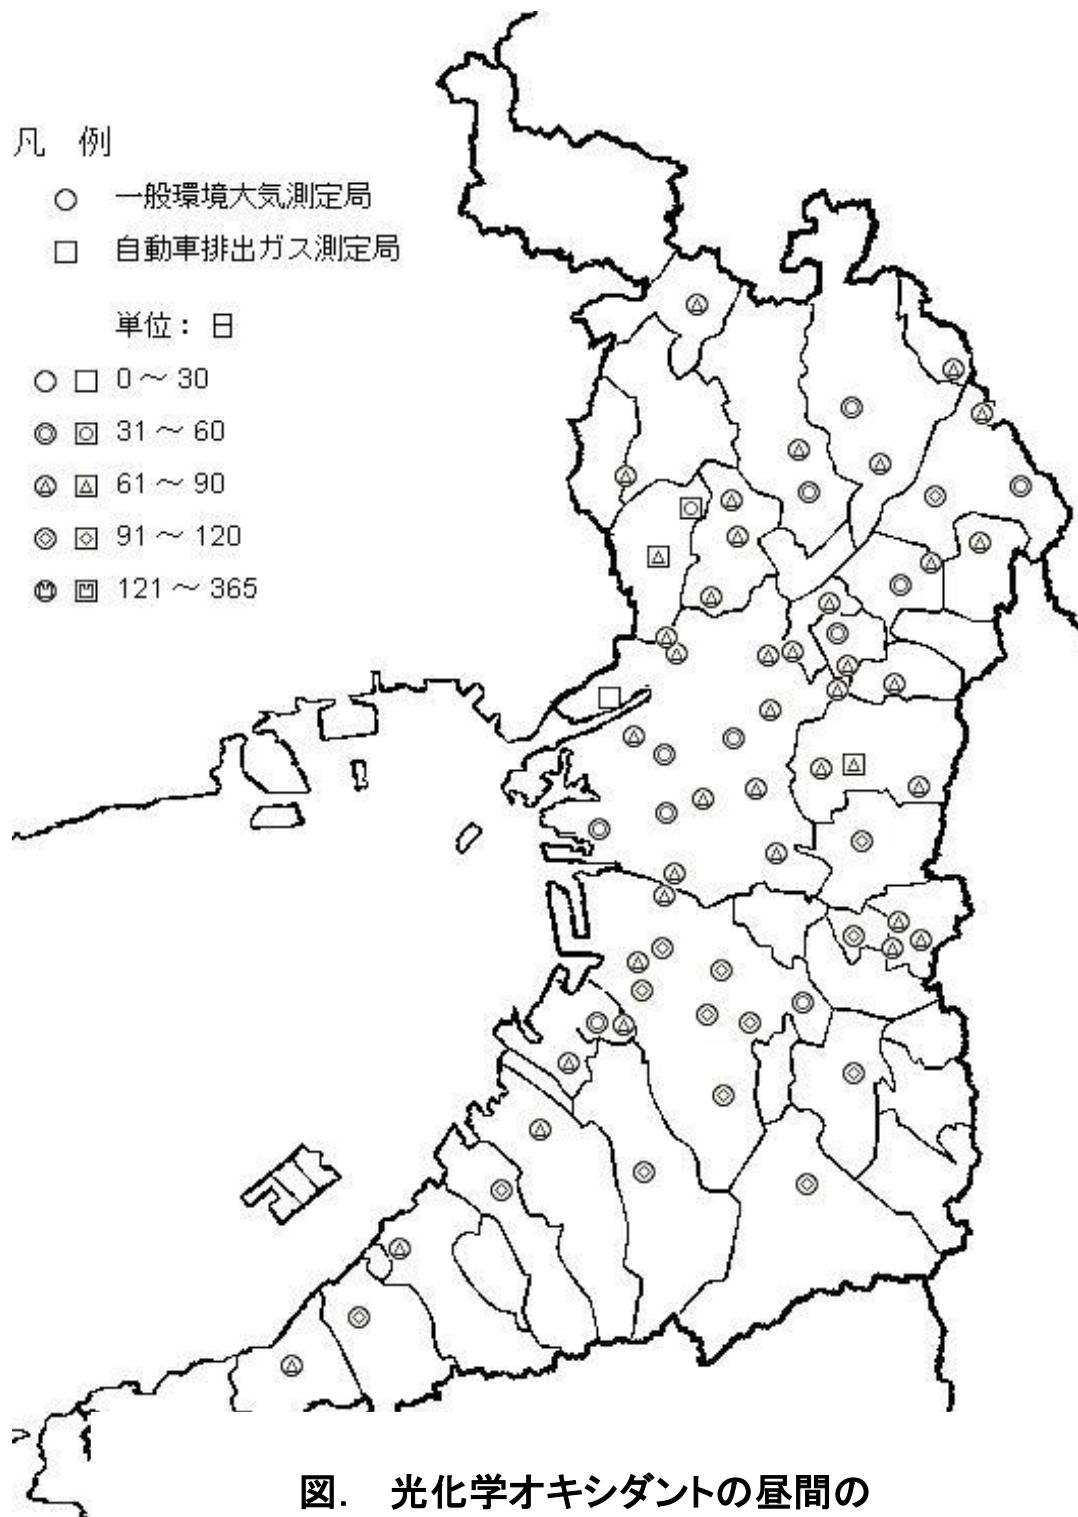 凡 例
一般環境大気測定局
自動車排出ガス測定局
単位： 日
0～30
31～60
61～90
91～120
121～365
図. 光化学オキシダントの昼間の